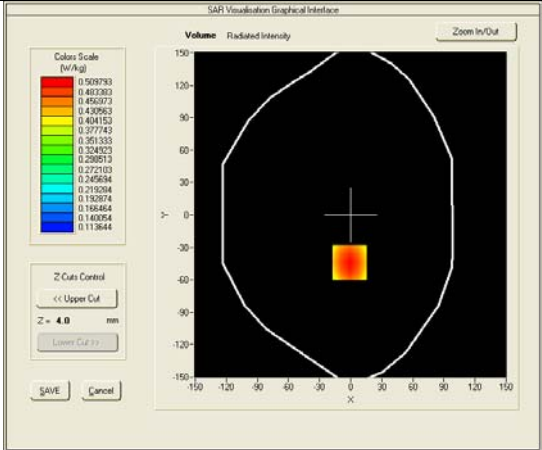 SAR Visualisation Graphical Interface
Volume Radiated Intensity
Zoom In/Out
Colors Scale
(W/kg)
0.509793
0.483383
0.456973
0.430563
0.404153
0.377743
0.351333
0.324923
0.298513
0.272103
0.245694
0.219284
0.192874
0.166464
0.140054
0.113644
Z Cuts Control
<< Upper Cut
Z = 4.0 mm
Lower Cut >>
SAVE Cancel
150
120
90
60
30
0
-30
-60
-90
-120
-150
Y
-150 -120 -90 -60 -30 0 30 60 90 120 150
X